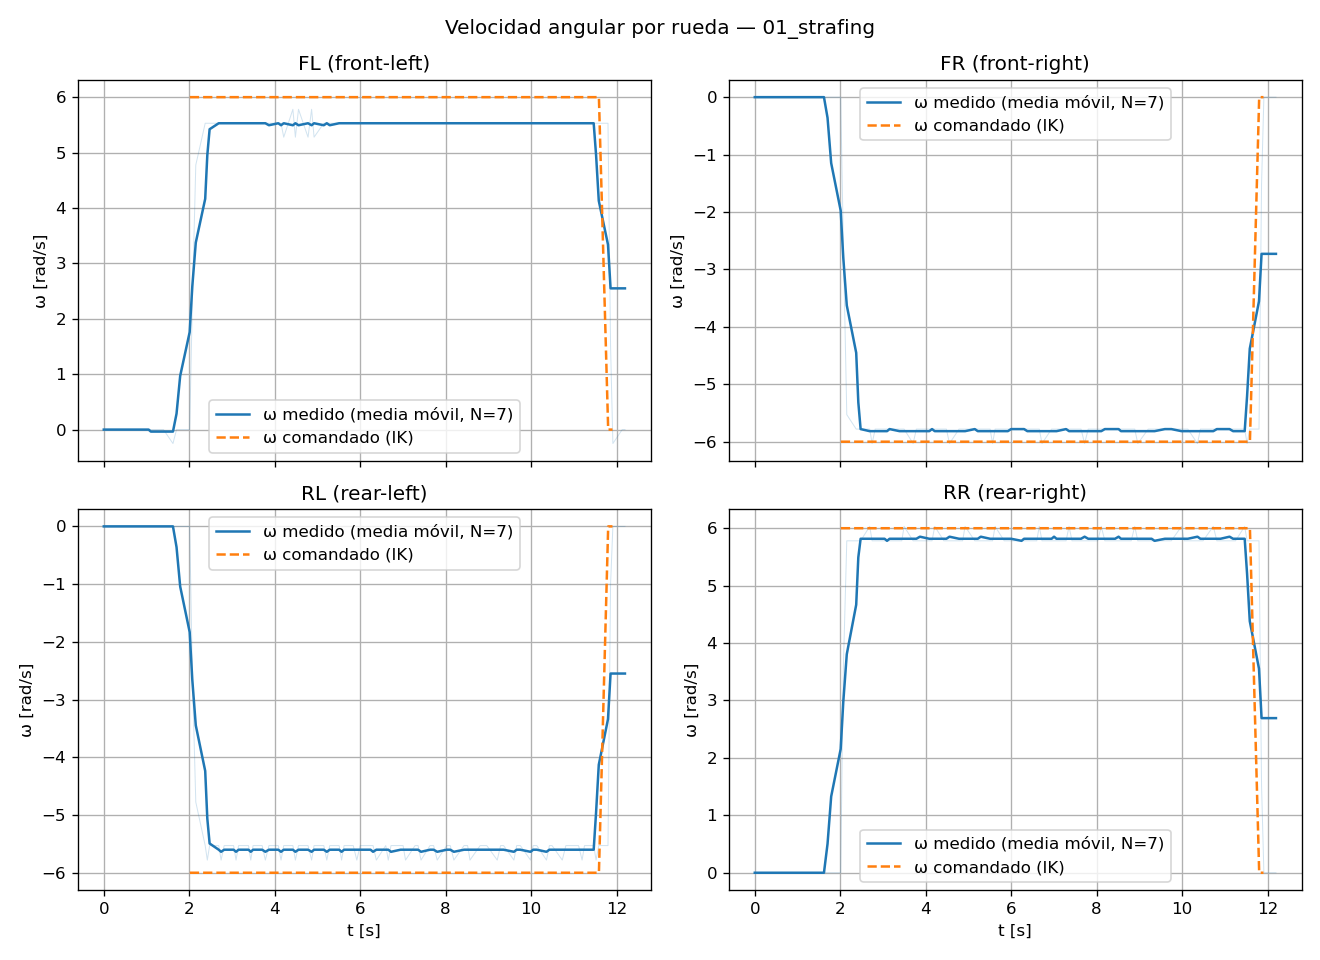 Velocidad angular por rueda — 01_strafing
FL (front-left)
ω [rad/s]
6
5
4
3
2
1
0
ω medido (media móvil, N=7)
ω comandado (IK)
FR (front-right)
ω [rad/s]
0
−1
−2
−3
−4
−5
−6
ω medido (media móvil, N=7)
ω comandado (IK)
RL (rear-left)
ω [rad/s]
0
−1
−2
−3
−4
−5
−6
ω medido (media móvil, N=7)
ω comandado (IK)
0 2 4 6 8 10 12
t [s]
RR (rear-right)
ω [rad/s]
6
5
4
3
2
1
0
ω medido (media móvil, N=7)
ω comandado (IK)
0 2 4 6 8 10 12
t [s]